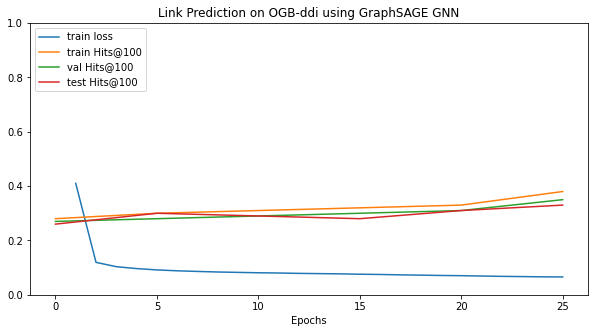 Link Prediction on OGB-ddi using GraphSAGE GNN
train loss
train Hits@100
val Hits@100
test Hits@100
1.0
0.8
0.6
0.4
0.2
0.0
0 5 10 15 20 25
Epochs